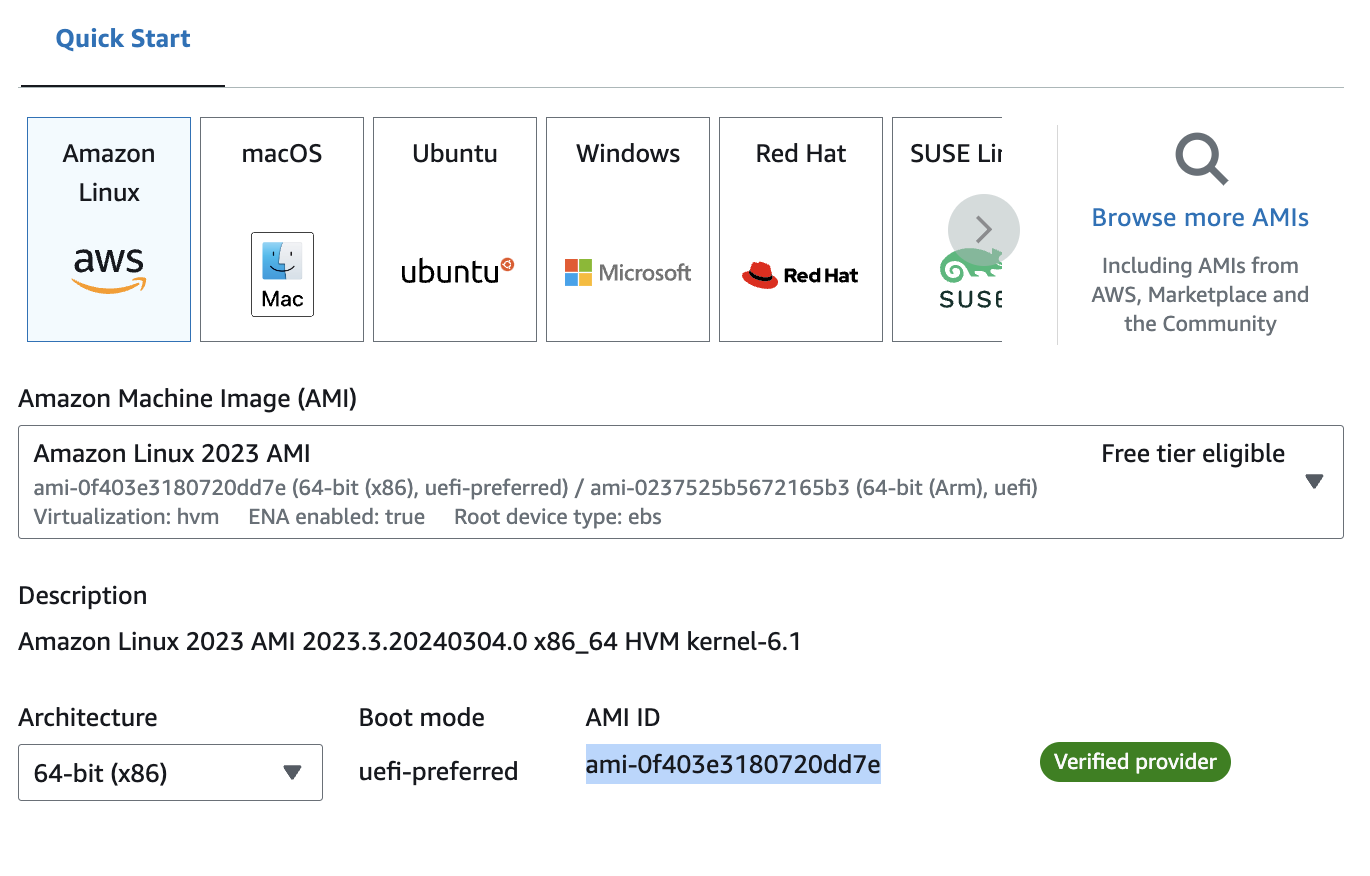 Quick Start
Amazon
Linux
aws
macOS
Mac
Ubuntu
ubuntu
Windows
Microsoft
Red Hat
Red Hat
SUSE Lin
SUSE
Browse more AMIs
Including AMIs from
AWS, Marketplace and
the Community
Amazon Machine Image (AMI)
Amazon Linux 2023 AMI
Free tier eligible
ami-0f403e3180720dd7e (64-bit (x86), uefi-preferred) / ami-0237525b5672165b3 (64-bit (Arm), uefi)
Virtualization: hvm ENA enabled: true Root device type: ebs
Description
Amazon Linux 2023 AMI 2023.3.20240304.0 x86_64 HVM kernel-6.1
Architecture
64-bit (x86)
Boot mode
uefi-preferred
AMI ID
ami-0f403e3180720dd7e
Verified provider